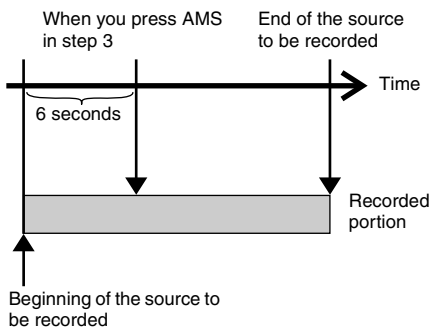 When you press AMS
in step 3
End of the source
to be recorded
Time
6 seconds
Recorded
portion
Beginning of the source to
be recorded